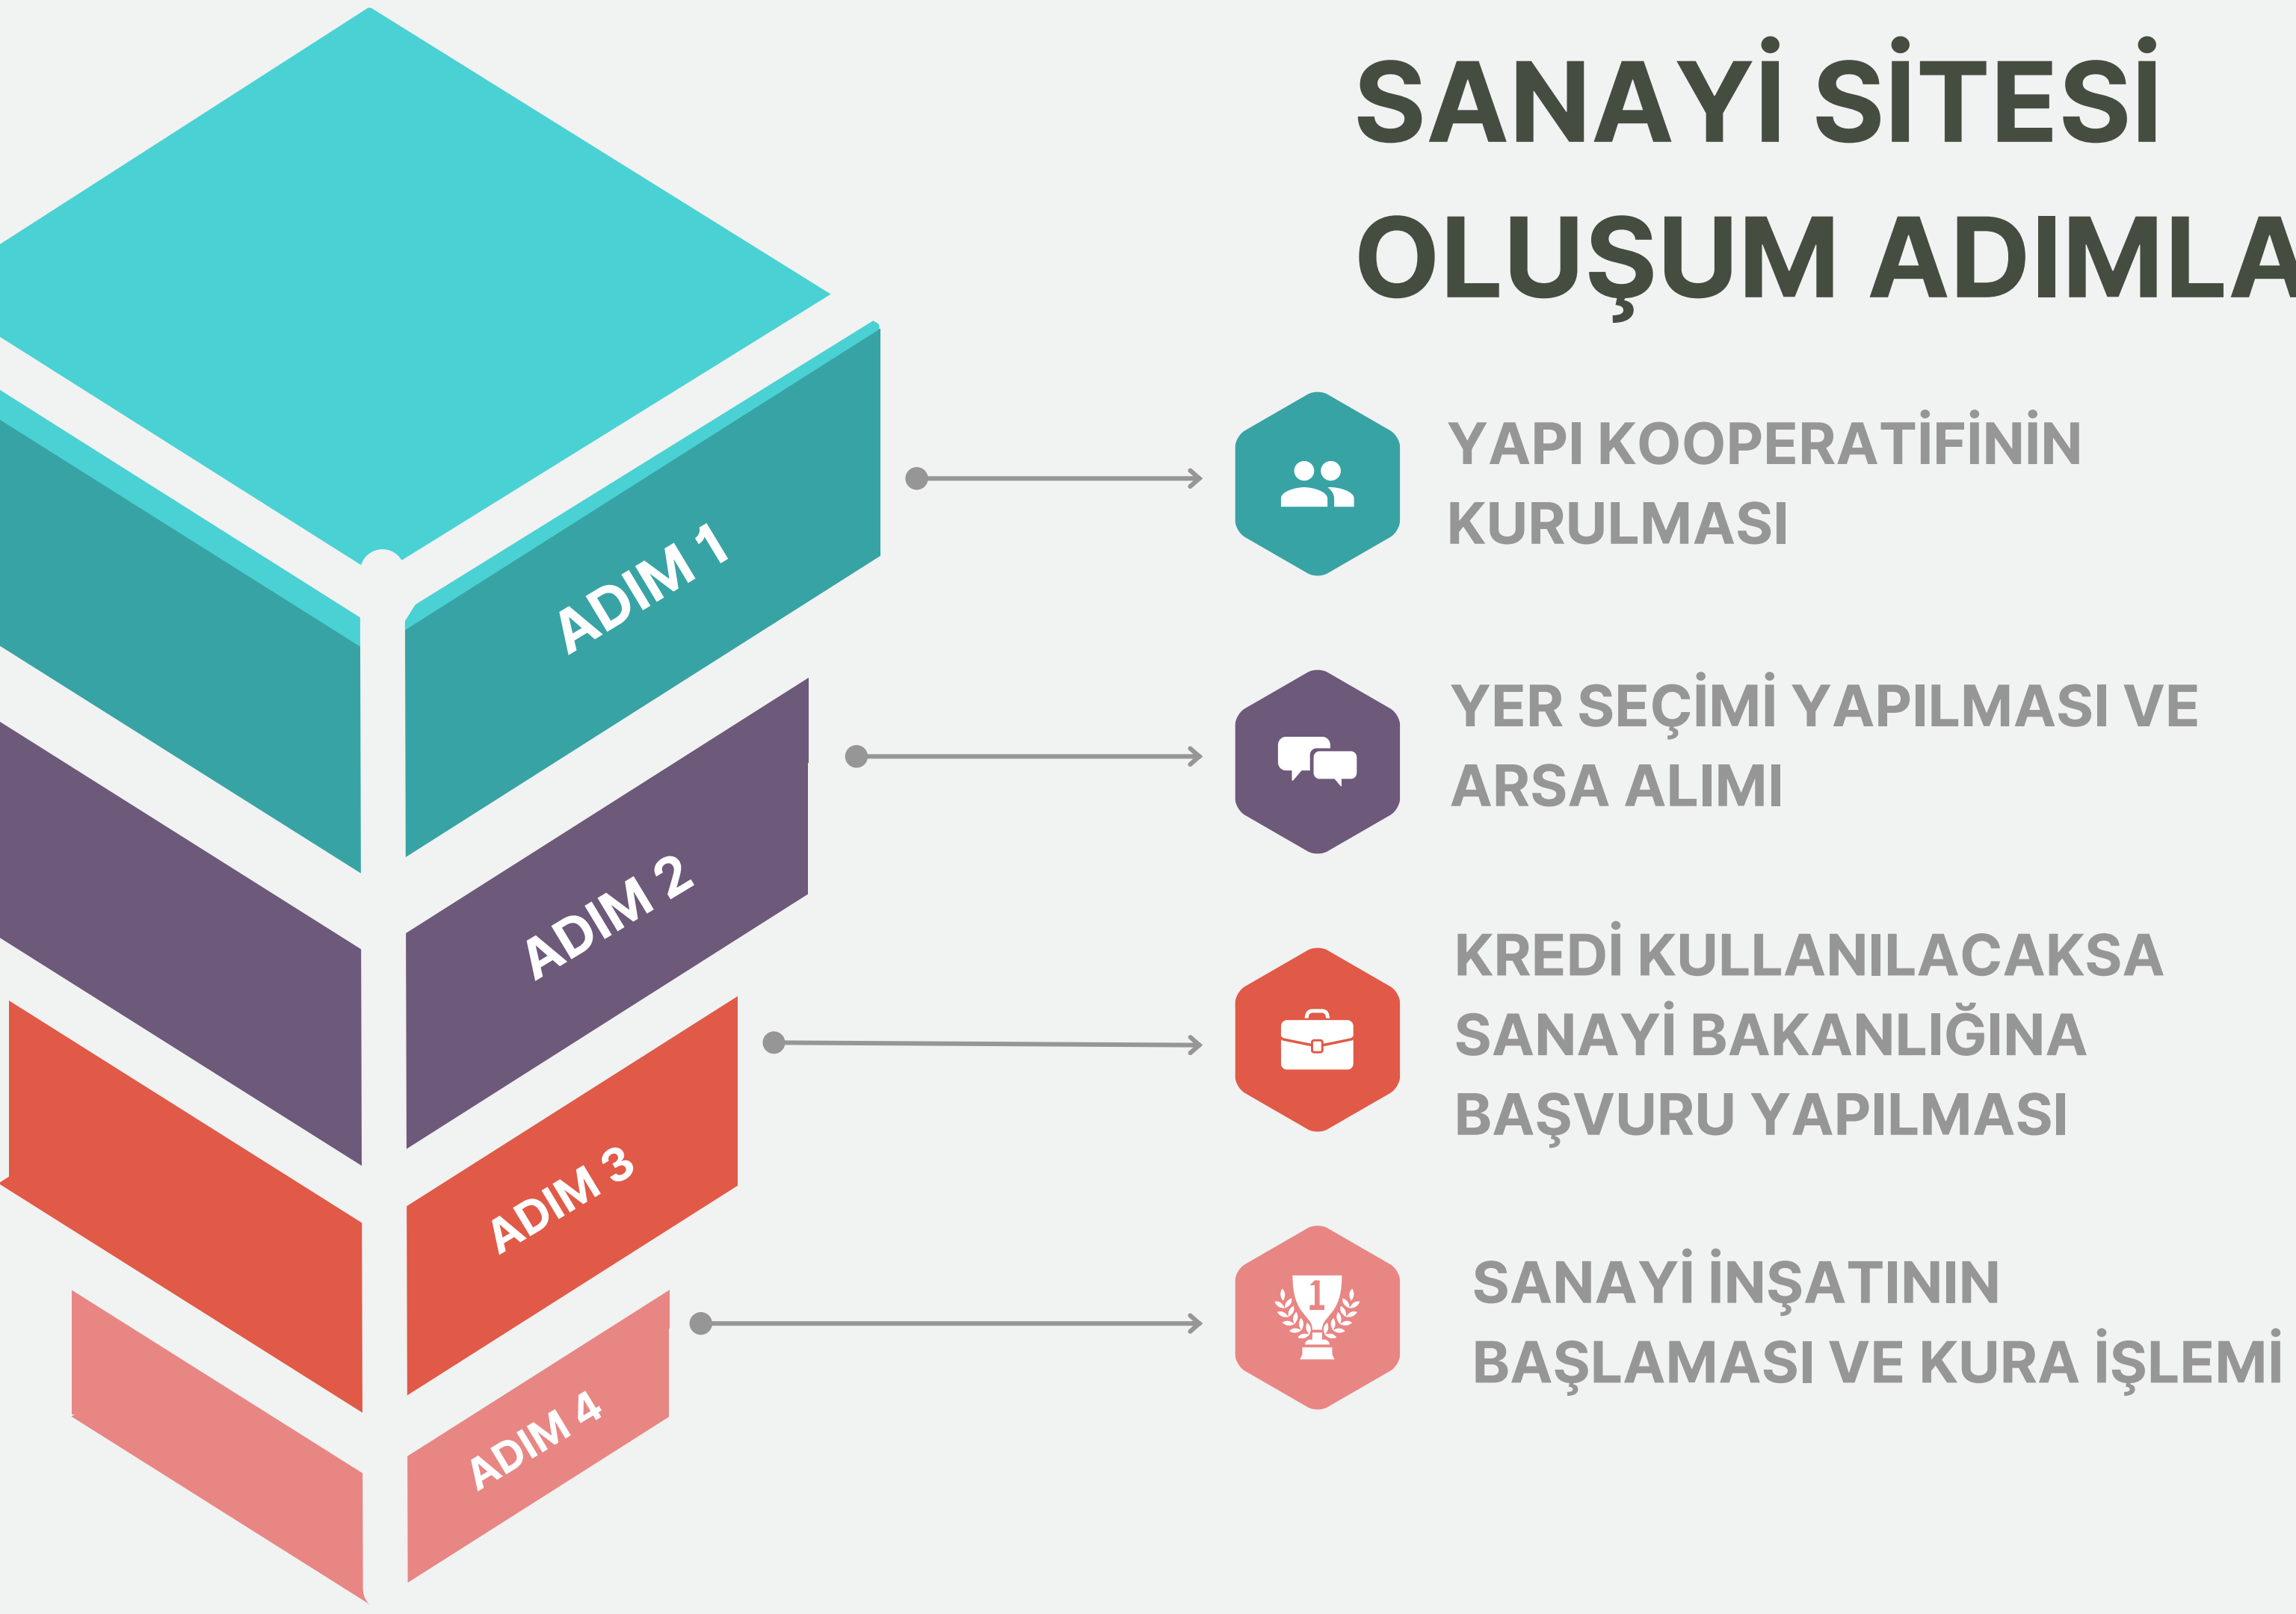 SANAYİ SİTESİ
OLUŞUM ADIMLA
ADIM 1
YAPI KOOPERATİFİNİN
KURULMASI
ADIM 2
YER SEÇİMİ YAPILMASI VE
ARSA ALIMI
ADIM 3
KREDİ KULLANILACAKSA
SANAYİ BAKANLIĞINA
BAŞVURU YAPILMASI
ADIM 4
1
SANAYİ İNŞATININ
BAŞLAMASI VE KURA İŞLEMİ